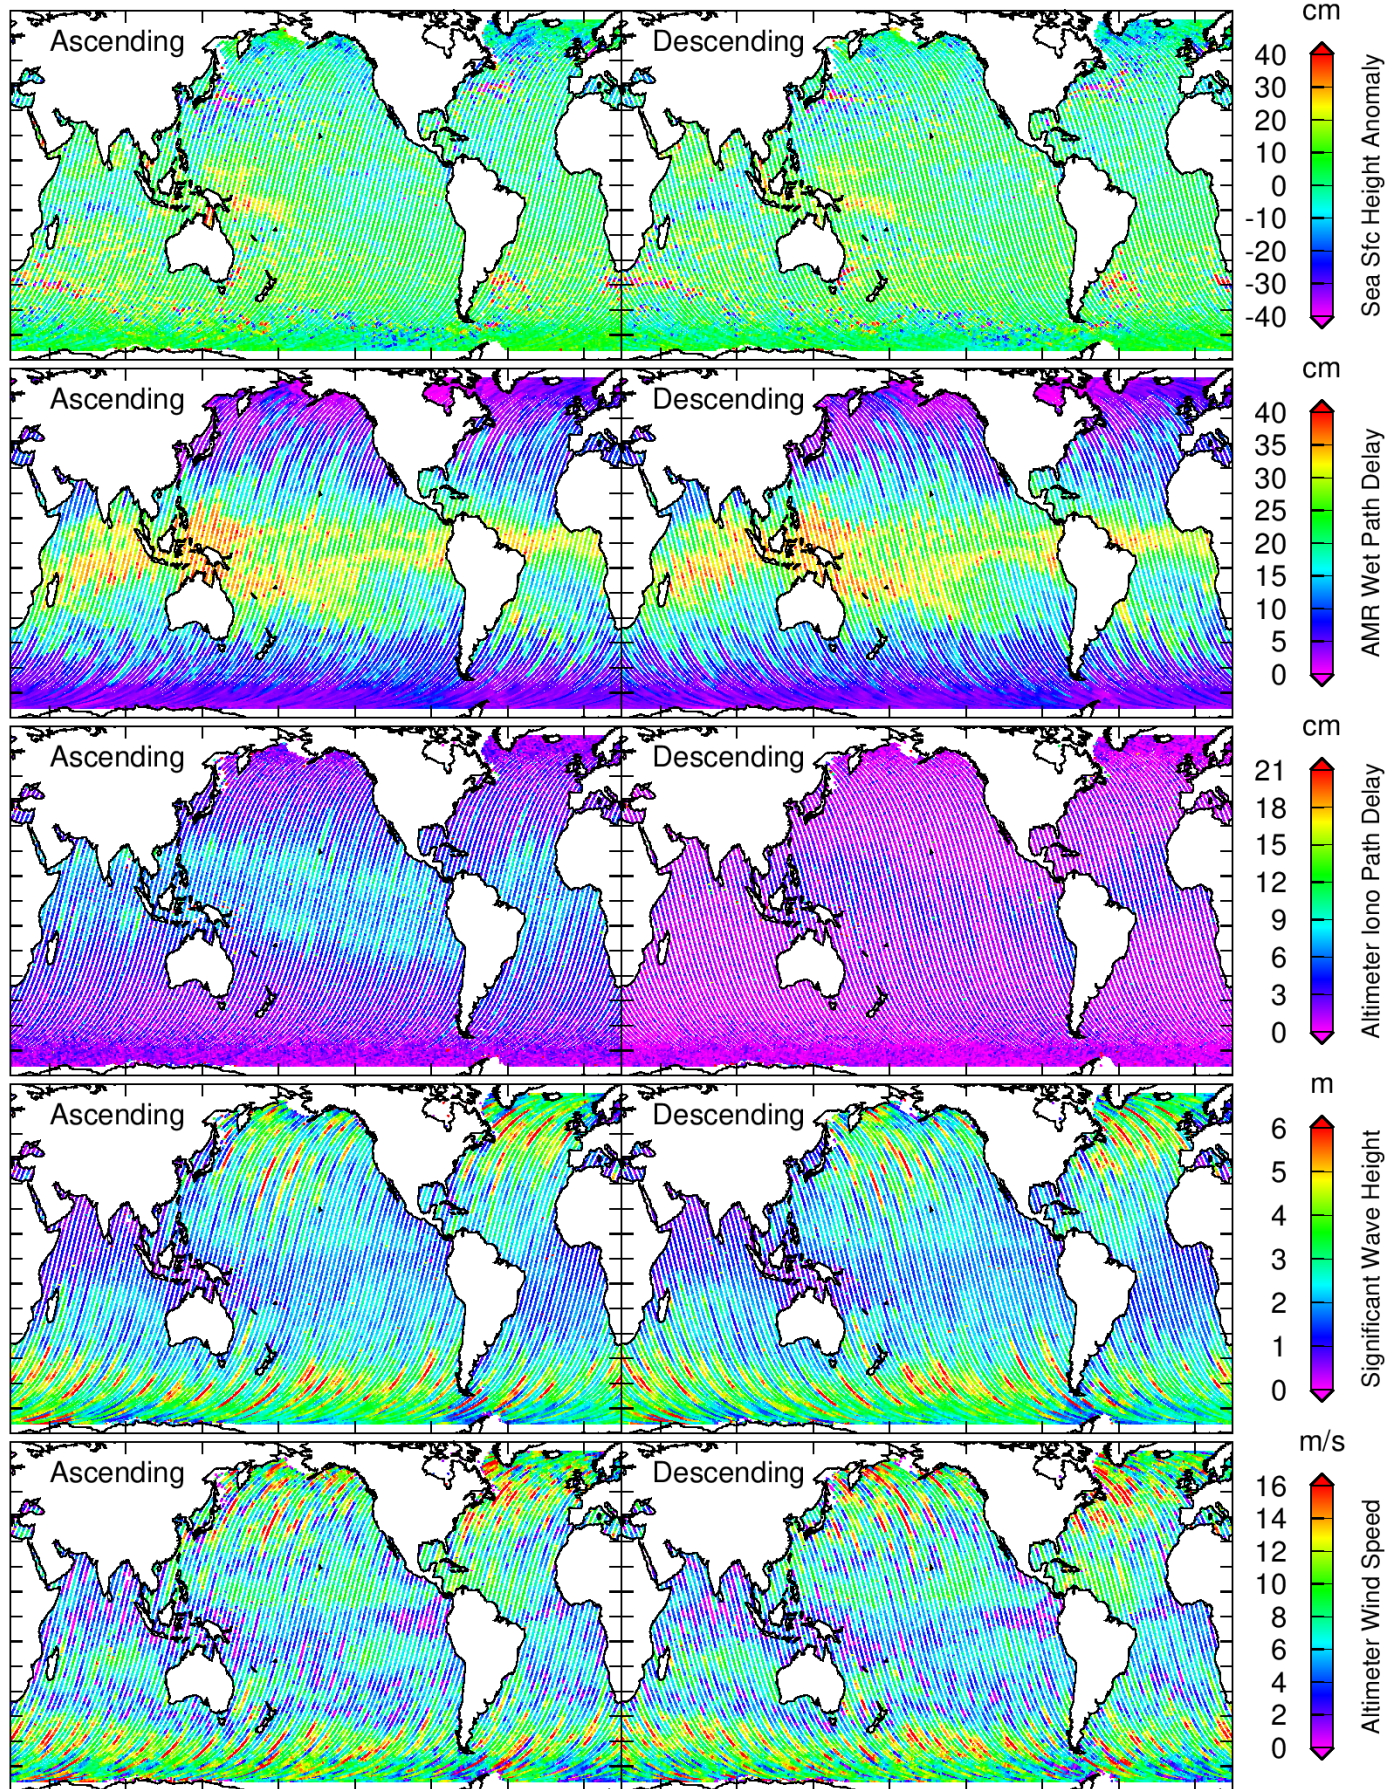 cm
Ascending
Descending
40
30
20
10
0
-10
-20
-30
-40
Sea Sfc Height Anomaly
cm
Ascending
Descending
40
35
30
25
20
15
10
5
0
AMR Wet Path Delay
cm
Ascending
Descending
21
18
15
12
9
6
3
0
Altimeter Iono Path Delay
m
Ascending
Descending
6
5
4
3
2
1
0
Significant Wave Height
m/s
Ascending
Descending
16
14
12
10
8
6
4
2
0
Altimeter Wind Speed